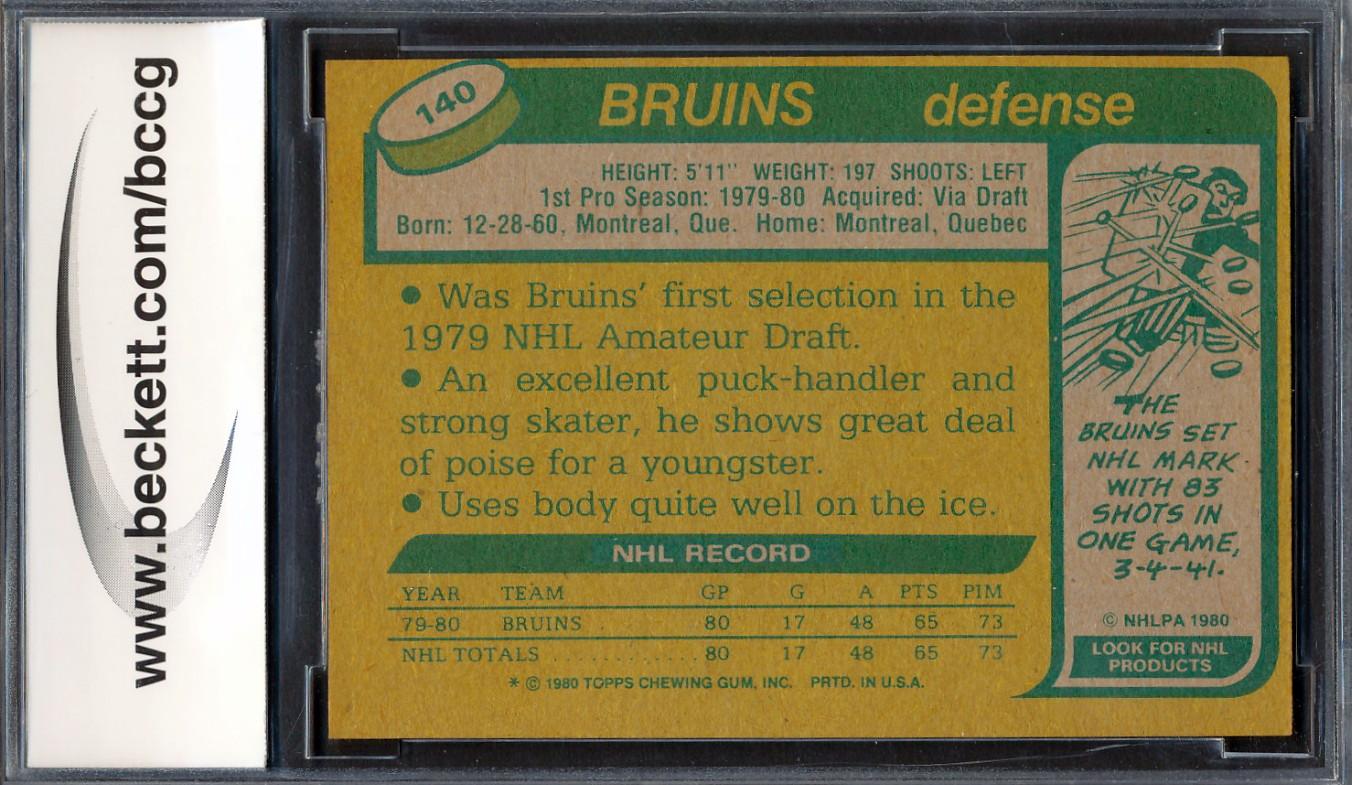 www.beckett.com/bccg
140
BRUINS defense
HEIGHT: 5'11'' WEIGHT: 197 SHOOTS: LEFT
1st Pro Season: 1979-80 Acquired: Via Draft
Born: 12-28-60, Montreal, Que. Home: Montreal, Quebec
● Was Bruins' first selection in the
1979 NHL Amateur Draft.
● An excellent puck-handler and
strong skater, he shows great deal
of poise for a youngster.
● Uses body quite well on the ice.
NHL RECORD
YEAR TEAM GP G A PTS PIM
79-80 BRUINS . . 80 17 48 65 73
NHL TOTALS . . . . . . . . . . . . 80 17 48 65 73
* © 1980 TOPPS CHEWING GUM, INC. PRTD. IN U.S.A.
THE
BRUINS SET
NHL MARK
WITH 83
SHOTS IN
ONE GAME,
3-4-41.
© NHLPA 1980
LOOK FOR NHL
PRODUCTS